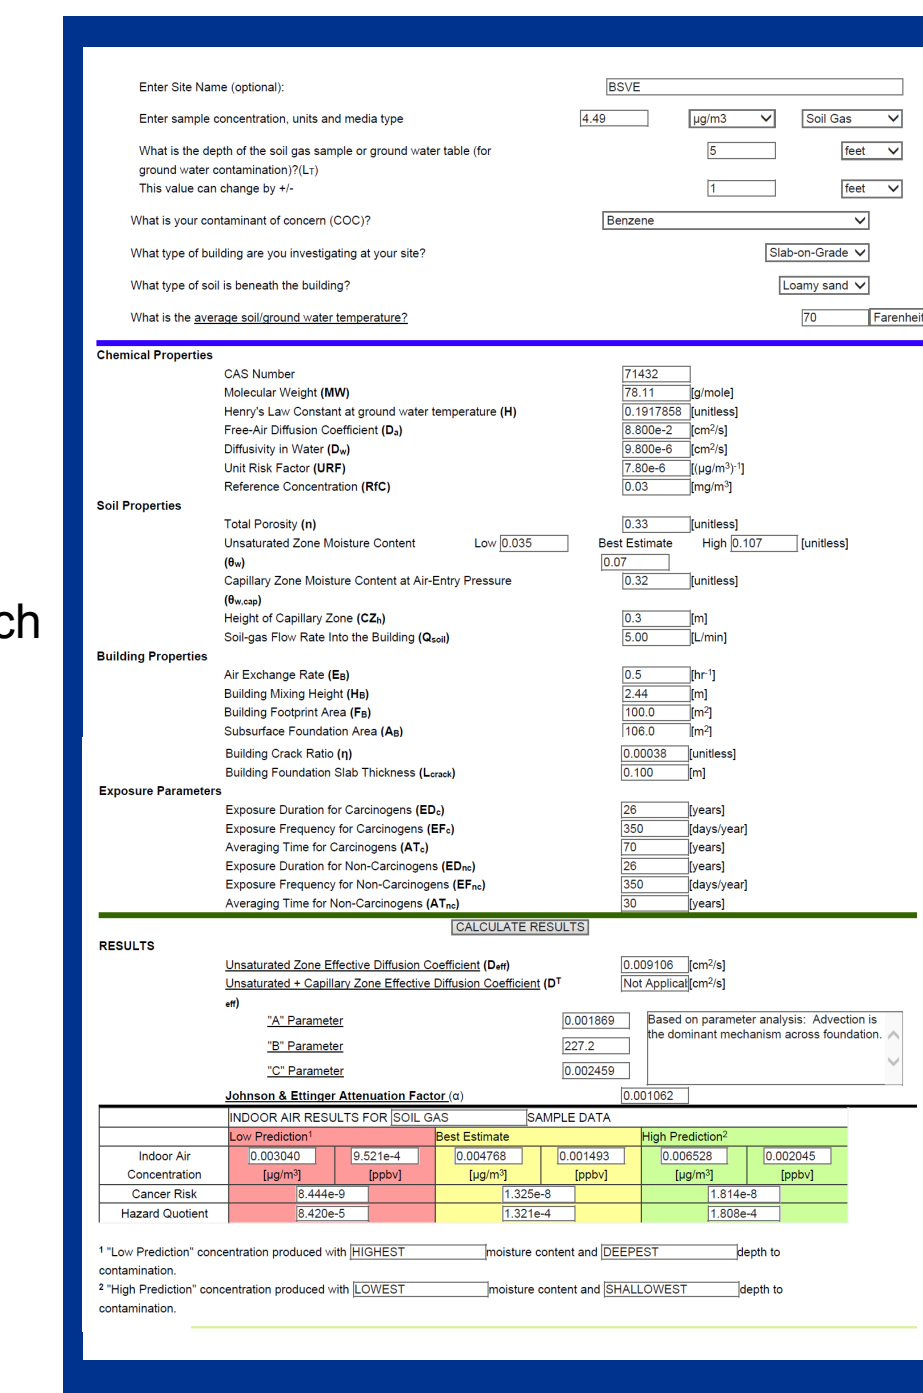 Enter Site Name (optional): BSVE
Enter sample concentration, units and media type 4.49 µg/m3 Soil Gas
What is the depth of the soil gas sample or ground water table (for 5 feet
ground water contamination)?(LT)
This value can change by +/- 1 feet
What is your contaminant of concern (COC)? Benzene
What type of building are you investigating at your site? Slab-on-Grade
What type of soil is beneath the building? Loamy sand
What is the average soil/ground water temperature? 70 Farenheit
Chemical Properties
CAS Number 71432
Molecular Weight (MW) 78.11 [g/mole]
Henry's Law Constant at ground water temperature (H) 0.1917858 [unitless]
Free-Air Diffusion Coefficient (Da) 8.800e-2 [cm²/s]
Diffusivity in Water (Dw) 9.800e-6 [cm²/s]
Unit Risk Factor (URF) 7.80e-6 [(µg/m³)⁻¹]
Reference Concentration (RfC) 0.03 [mg/m³]
Soil Properties
Total Porosity (n) 0.33 [unitless]
Unsaturated Zone Moisture Content Low 0.035 Best Estimate High 0.107 [unitless]
(θw) 0.07
Capillary Zone Moisture Content at Air-Entry Pressure 0.32 [unitless]
(θw,cap)
ch
Height of Capillary Zone (CZh) 0.3 [m]
Soil-gas Flow Rate Into the Building (Qsoil) 5.00 [L/min]
Building Properties
Air Exchange Rate (EB) 0.5 [hr⁻¹]
Building Mixing Height (HB) 2.44 [m]
Building Footprint Area (FB) 100.0 [m²]
Subsurface Foundation Area (AB) 106.0 [m²]
Building Crack Ratio (η) 0.00038 [unitless]
Building Foundation Slab Thickness (Lcrack) 0.100 [m]
Exposure Parameters
Exposure Duration for Carcinogens (EDc) 26 [years]
Exposure Frequency for Carcinogens (EFc) 350 [days/year]
Averaging Time for Carcinogens (ATc) 70 [years]
Exposure Duration for Non-Carcinogens (EDnc) 26 [years]
Exposure Frequency for Non-Carcinogens (EFnc) 350 [days/year]
Averaging Time for Non-Carcinogens (ATnc) 30 [years]
CALCULATE RESULTS
RESULTS
Unsaturated Zone Effective Diffusion Coefficient (Deff) 0.009106 [cm²/s]
Unsaturated + Capillary Zone Effective Diffusion Coefficient (DT Not Applical [cm²/s]
eff)
"A" Parameter 0.001869 Based on parameter analysis: Advection is
the dominant mechanism across foundation.
"B" Parameter 227.2
"C" Parameter 0.002459
Johnson & Ettinger Attenuation Factor (α) 0.001062
INDOOR AIR RESULTS FOR SOIL GAS SAMPLE DATA
Low Prediction¹ Best Estimate High Prediction²
Indoor Air 0.003040 9.521e-4 0.004768 0.001493 0.006528 0.002045
Concentration [µg/m³] [ppbv] [µg/m³] [ppbv] [µg/m³] [ppbv]
Cancer Risk 8.444e-9 1.325e-8 1.814e-8
Hazard Quotient 8.420e-5 1.321e-4 1.808e-4
¹ "Low Prediction" concentration produced with HIGHEST moisture content and DEEPEST depth to
contamination.
² "High Prediction" concentration produced with LOWEST moisture content and SHALLOWEST depth to
contamination.